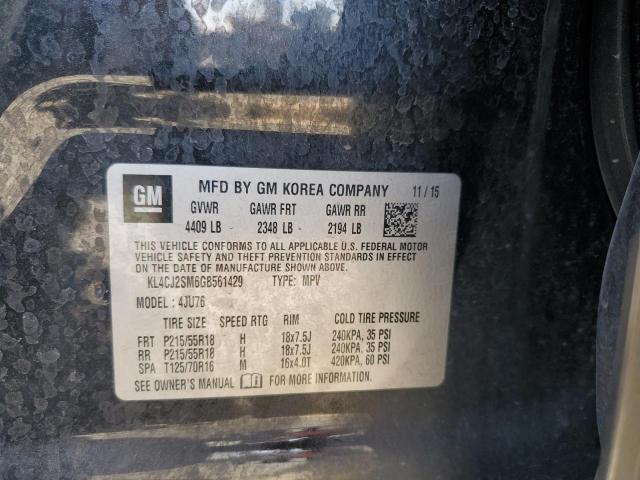 GM MFD BY GM KOREA COMPANY 11/15
GVWR GAWR FRT GAWR RR
4409 LB 2348 LB 2194 LB
THIS VEHICLE CONFORMS TO ALL APPLICABLE U.S. FEDERAL MOTOR
VEHICLE SAFETY AND THEFT PREVENTION STANDARDS IN EFFECT ON
THE DATE OF MANUFACTURE SHOWN ABOVE.
KL4CJ2SM6GB561429 TYPE: MPV
MODEL: 4JU76
TIRE SIZE SPEED RTG RIM COLD TIRE PRESSURE
FRT P215/55R18 H 18x7.5J 240KPA, 35 PSI
RR P215/55R18 H 18x7.5J 240KPA, 35 PSI
SPA T125/70R16 M 16x4.0T 420KPA, 60 PSI
SEE OWNER'S MANUAL FOR MORE INFORMATION.